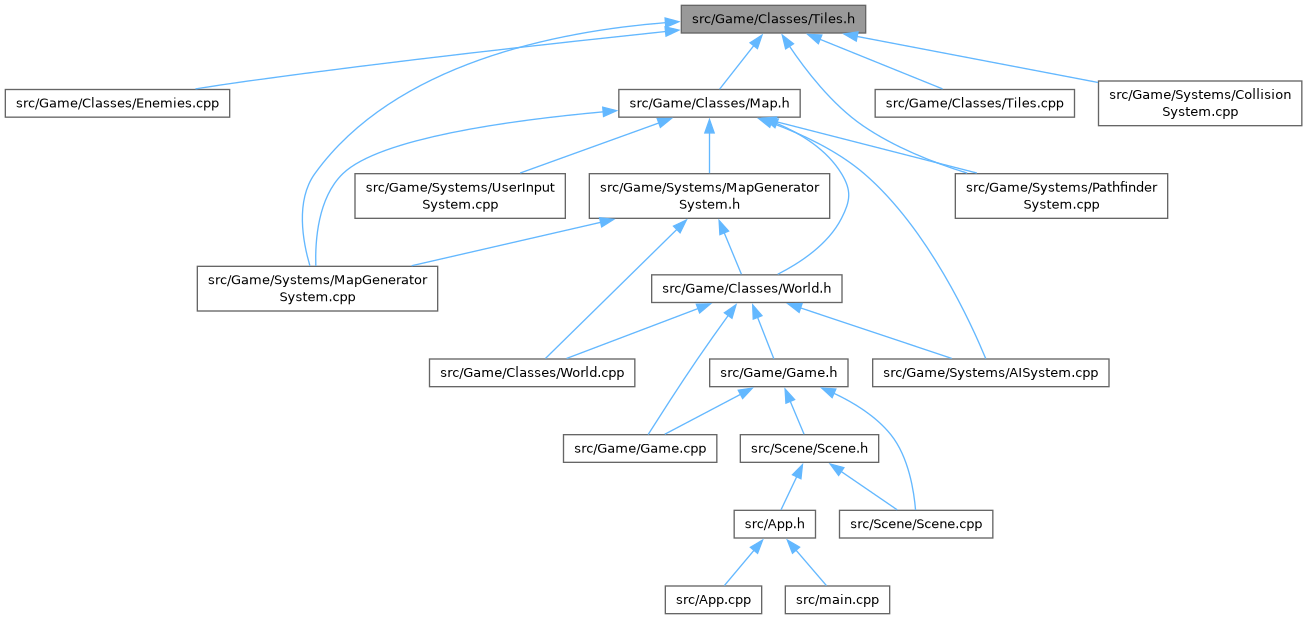 src/Game/Classes/Tiles.h
src/Game/Classes/Enemies.cpp
src/Game/Classes/Map.h
src/Game/Classes/Tiles.cpp
src/Game/Systems/Collision
System.cpp
src/Game/Systems/UserInput
System.cpp
src/Game/Systems/MapGenerator
System.h
src/Game/Systems/Pathfinder
System.cpp
src/Game/Systems/MapGenerator
System.cpp
src/Game/Classes/World.h
src/Game/Classes/World.cpp
src/Game/Game.h
src/Game/Systems/AISystem.cpp
src/Game/Game.cpp
src/Scene/Scene.h
src/App.h
src/Scene/Scene.cpp
src/App.cpp
src/main.cpp